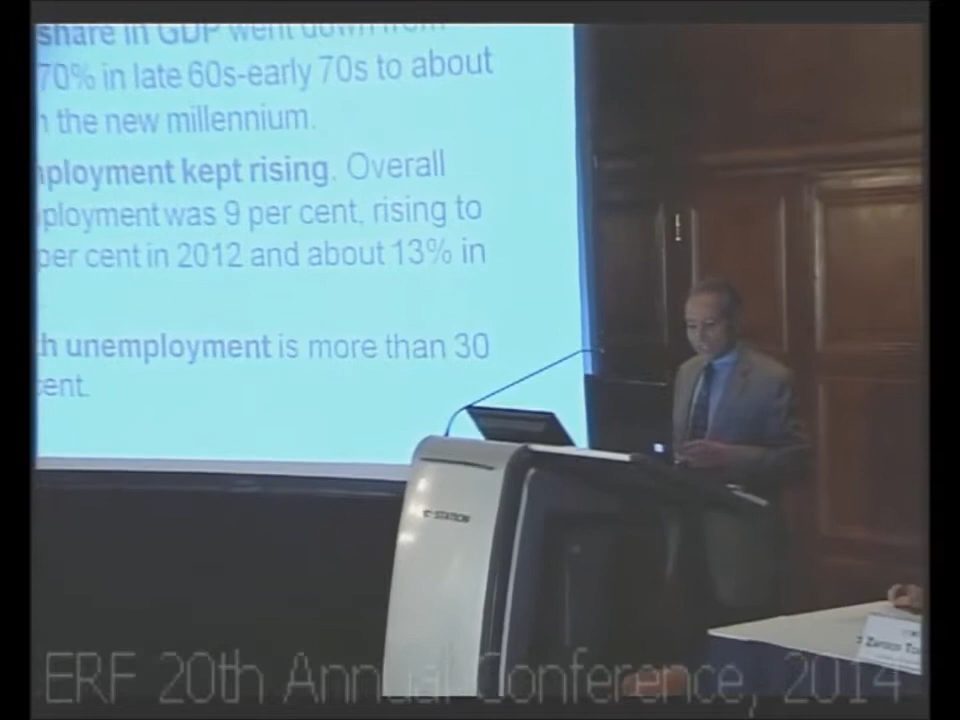 share in GDP went down from
70% in late 60s-early 70s to about
n the new millennium.
ployment kept rising. Overall
ployment was 9 per cent, rising to
per cent in 2012 and about 13% in
h unemployment is more than 30
cent.
STATION
ERF 20th Annual Conference, 2014